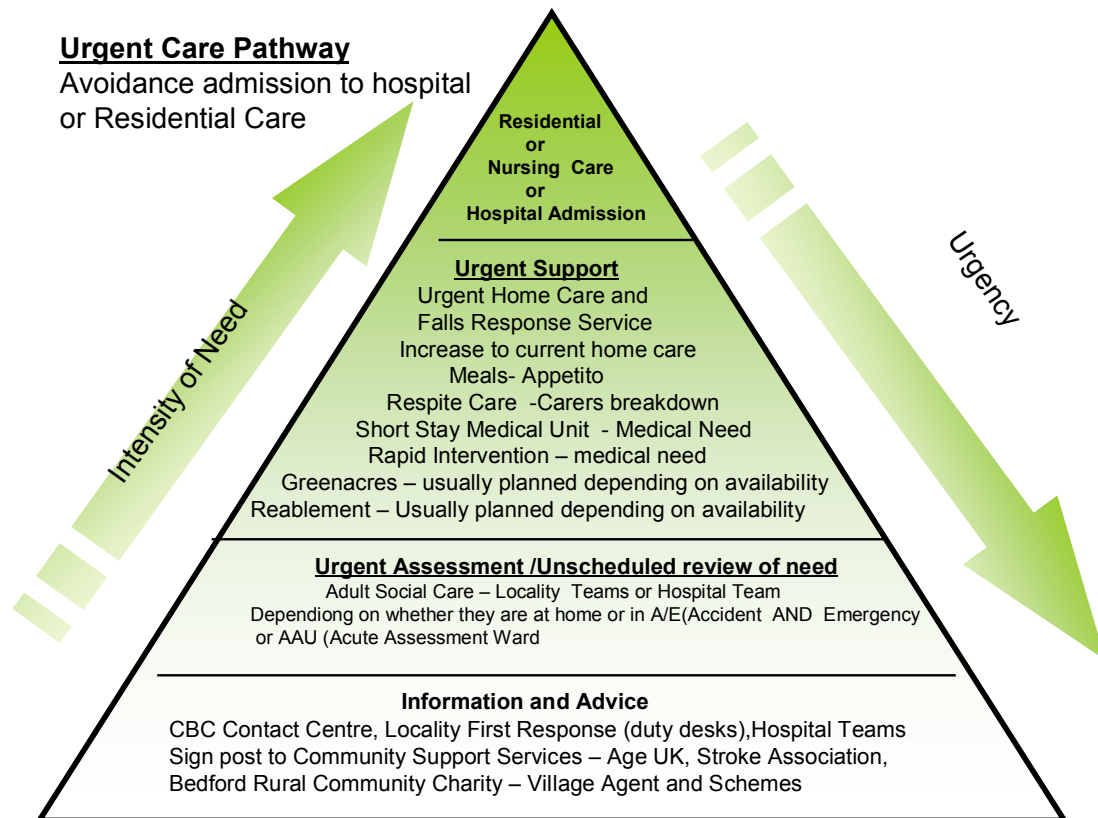 Urgent Care Pathway
Avoidance admission to hospital
or Residential Care
Residential
or
Nursing Care
or
Hospital Admission
Urgency
Intensity of Need
Urgent Support
Urgent Home Care and
Falls Response Service
Increase to current home care
Meals- Appetito
Respite Care -Carers breakdown
Short Stay Medical Unit - Medical Need
Rapid Intervention – medical need
Greenacres – usually planned depending on availability
Reablement – Usually planned depending on availability
Urgent Assessment /Unscheduled review of need
Adult Social Care – Locality Teams or Hospital Team
Dependiong on whether they are at home or in A/E(Accident AND Emergency
or AAU (Acute Assessment Ward
Information and Advice
CBC Contact Centre, Locality First Response (duty desks),Hospital Teams
Sign post to Community Support Services – Age UK, Stroke Association,
Bedford Rural Community Charity – Village Agent and Schemes